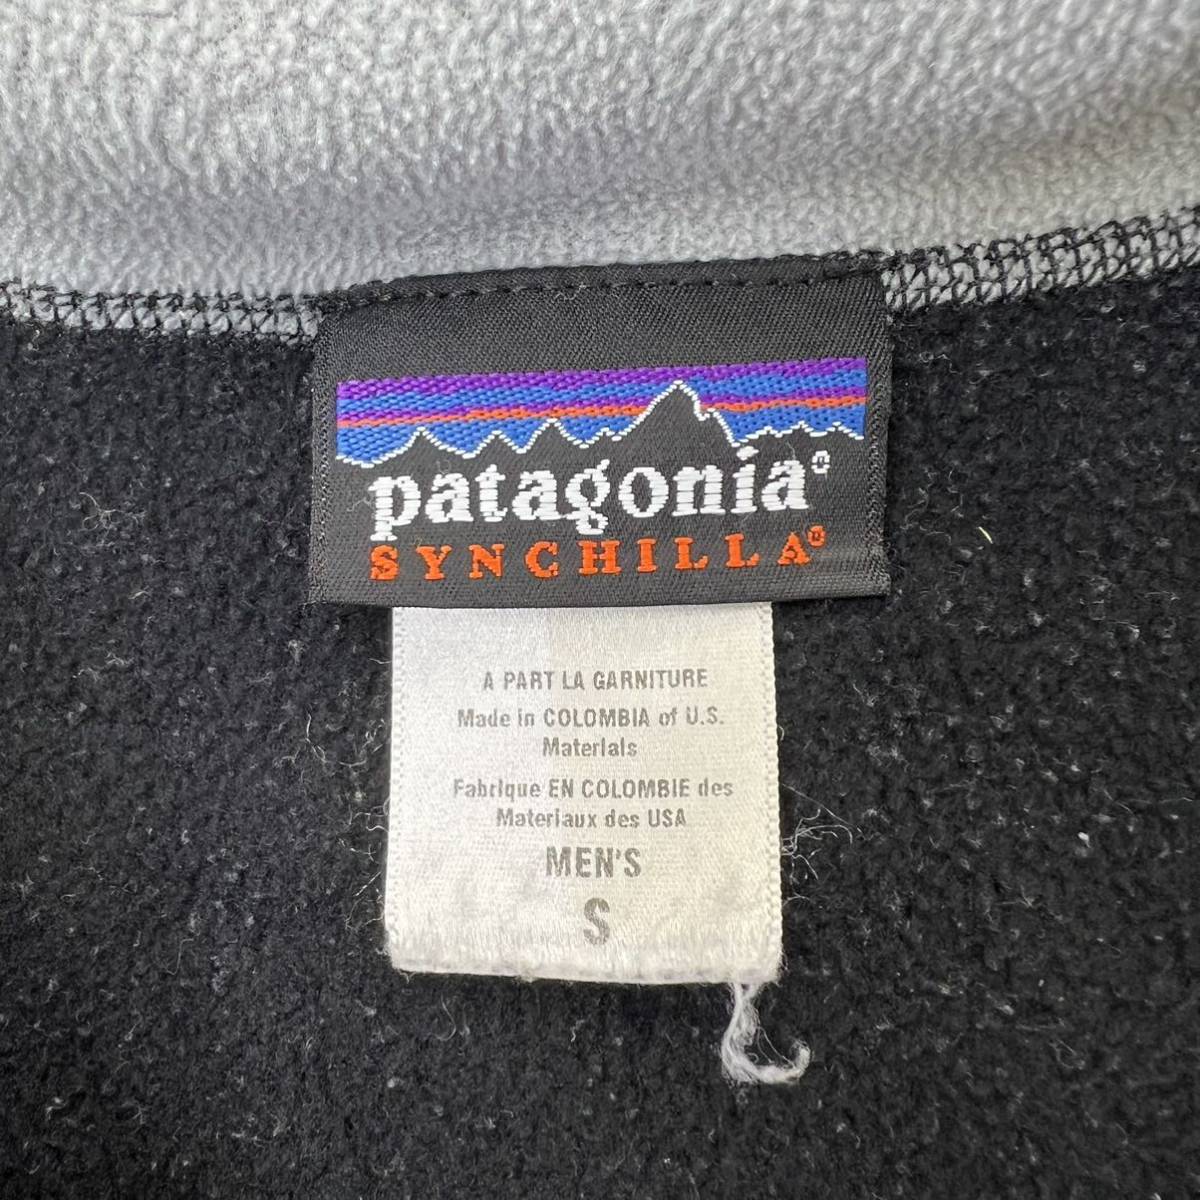 patagonia®
SYNCHILLA®
A PART LA GARNITURE
Made in COLOMBIA of U.S.
Materials
Fabrique EN COLOMBIE des
Materiaux des USA
MEN'S
S